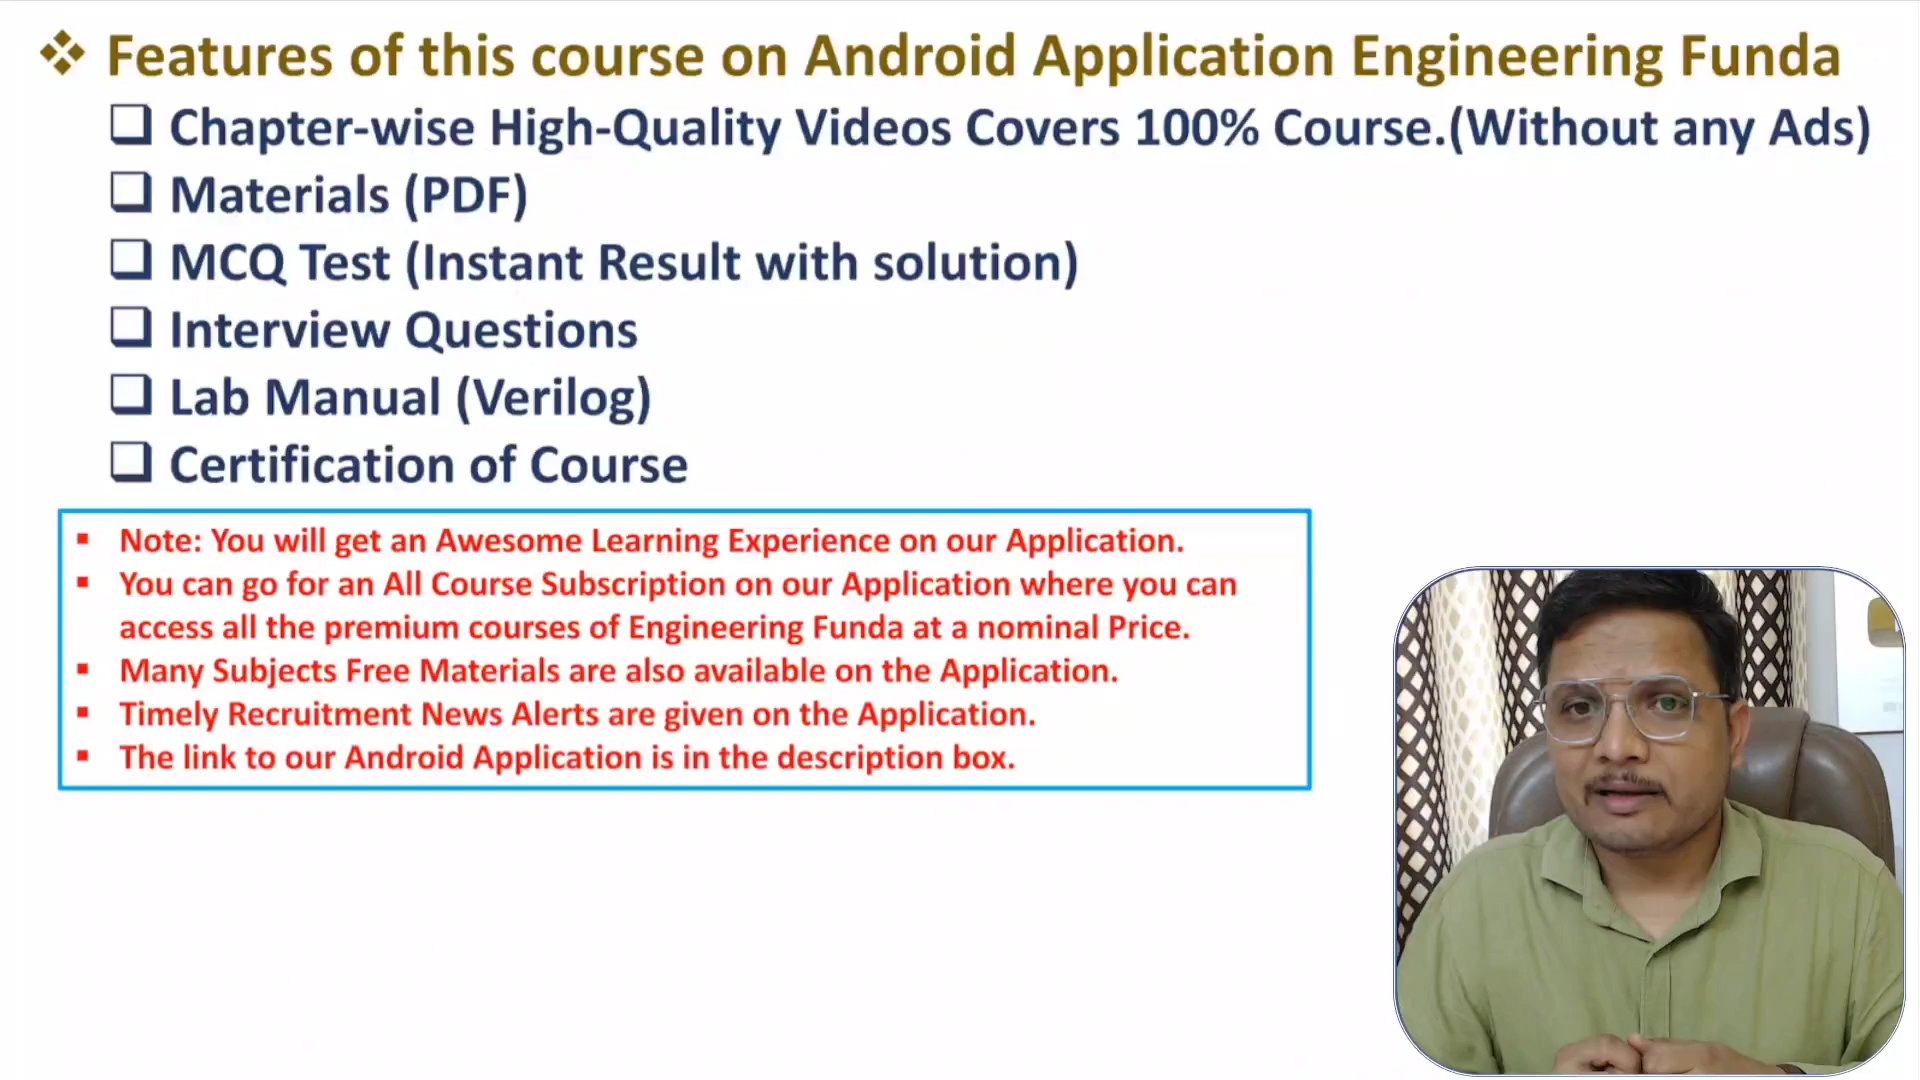 Features of this course on Android Application Engineering Funda
Chapter-wise High-Quality Videos Covers 100% Course.(Without any Ads)
Materials (PDF)
MCQ Test (Instant Result with solution)
Interview Questions
Lab Manual (Verilog)
Certification of Course
Note: You will get an Awesome Learning Experience on our Application.
You can go for an All Course Subscription on our Application where you can
access all the premium courses of Engineering Funda at a nominal Price.
Many Subjects Free Materials are also available on the Application.
Timely Recruitment News Alerts are given on the Application.
The link to our Android Application is in the description box.